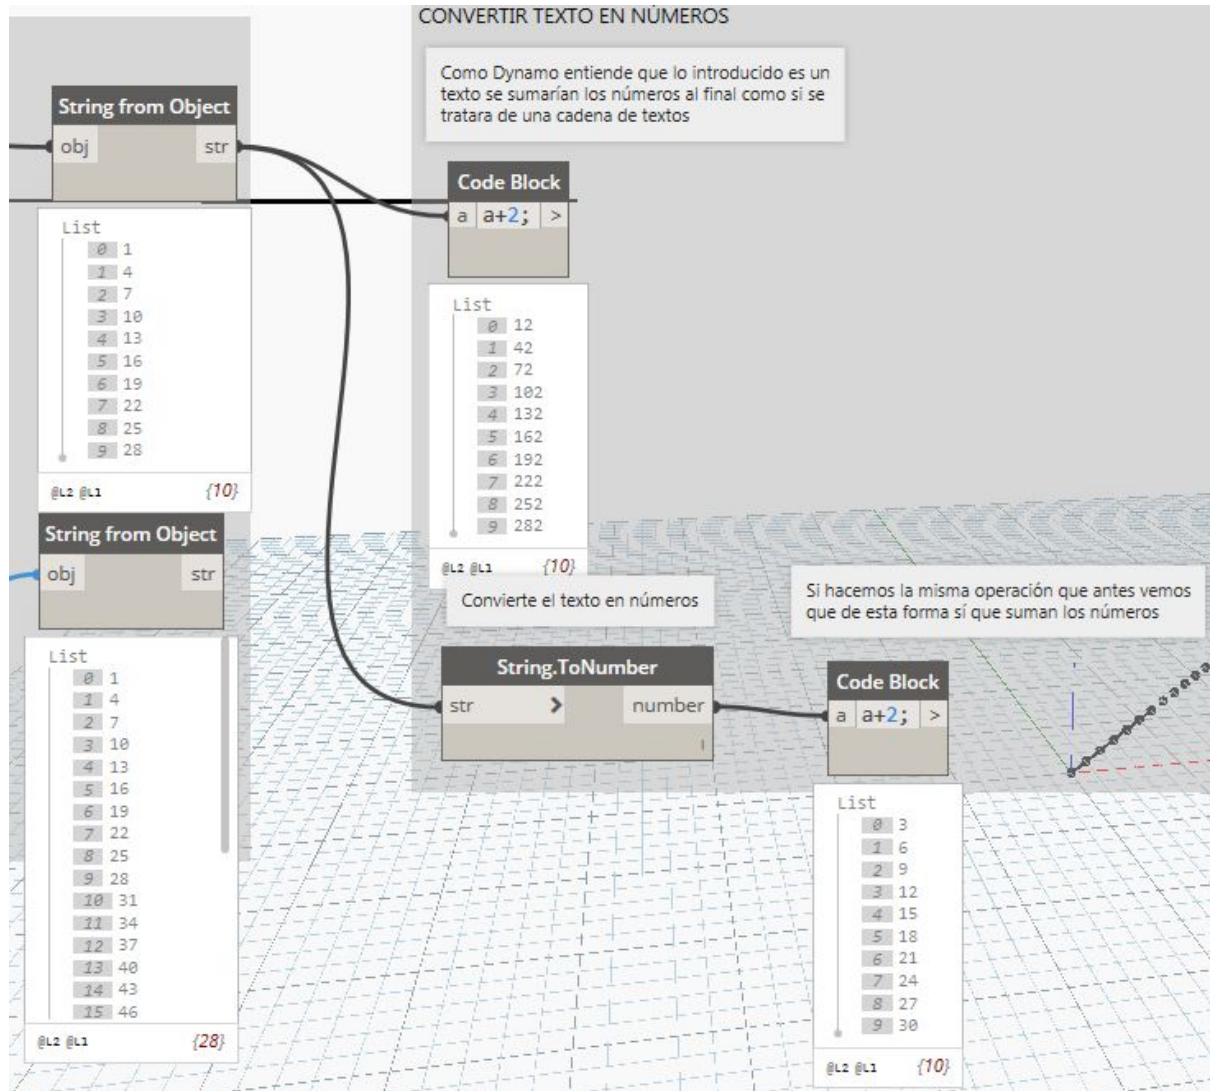 CONVERTIR TEXTO EN NÚMEROS
Como Dynamo entiende que lo introducido es un
texto se sumarían los números al final como si se
tratara de una cadena de textos
String from Object
obj str
List
0 1
1 4
2 7
3 10
4 13
5 16
6 19
7 22
8 25
9 28
@L2 @L1 {10}
Code Block
a a+2; >
List
0 12
1 42
2 72
3 102
4 132
5 162
6 192
7 222
8 252
9 282
@L2 @L1 {10}
String from Object
obj str
List
0 1
1 4
2 7
3 10
4 13
5 16
6 19
7 22
8 25
9 28
10 31
11 34
12 37
13 40
14 43
15 46
@L2 @L1 {28}
Convierte el texto en números
String.ToNumber
str > number
l
Si hacemos la misma operación que antes vemos
que de esta forma sí que suman los números
Code Block
a a+2; >
List
0 3
1 6
2 9
3 12
4 15
5 18
6 21
7 24
8 27
9 30
@L2 @L1 {10}